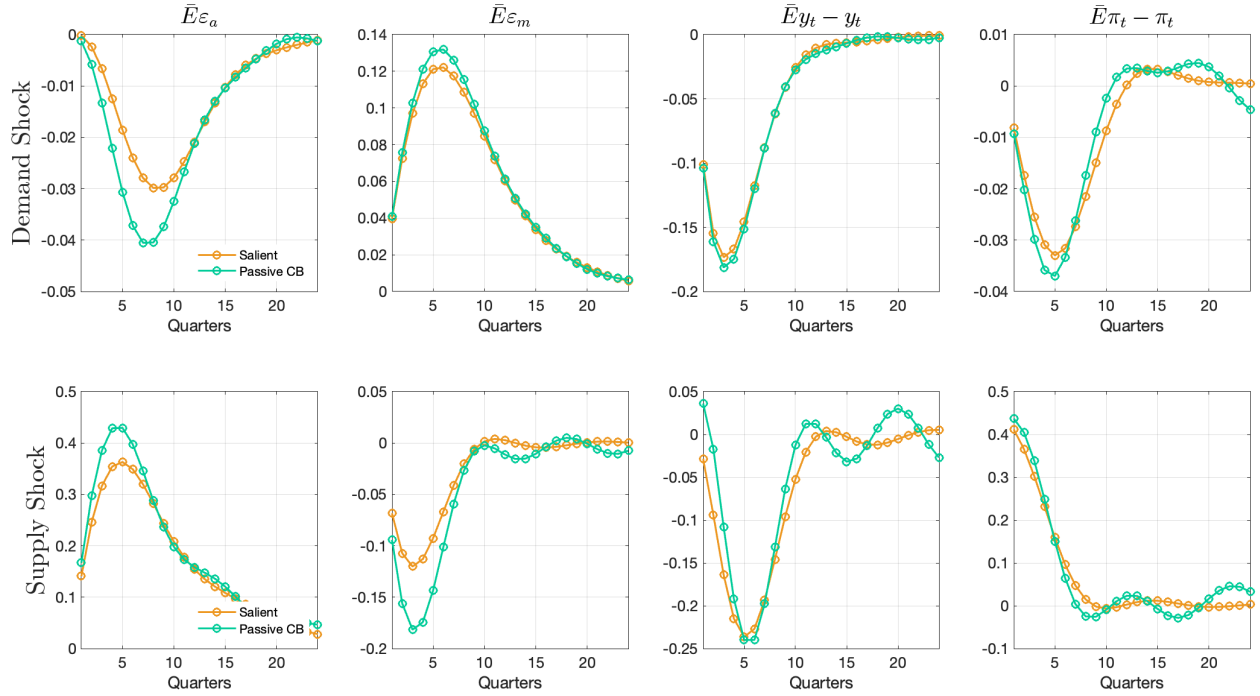 Ēε_a
Ēε_m
Ēy_t − y_t
Ēπ_t − π_t
Demand Shock
0
-0.01
-0.02
-0.03
-0.04
-0.05
Salient
Passive CB
5 10 15 20
Quarters
0.14
0.12
0.1
0.08
0.06
0.04
0.02
0
5 10 15 20
Quarters
0
-0.05
-0.1
-0.15
-0.2
5 10 15 20
Quarters
0.01
0
-0.01
-0.02
-0.03
-0.04
5 10 15 20
Quarters
Supply Shock
0.5
0.4
0.3
0.2
0.1
0
Salient
Passive CB
5 10 15 20
Quarters
0.05
0
-0.05
-0.1
-0.15
-0.2
5 10 15 20
Quarters
0.05
0
-0.05
-0.1
-0.15
-0.2
-0.25
5 10 15 20
Quarters
0.5
0.4
0.3
0.2
0.1
0
-0.1
5 10 15 20
Quarters